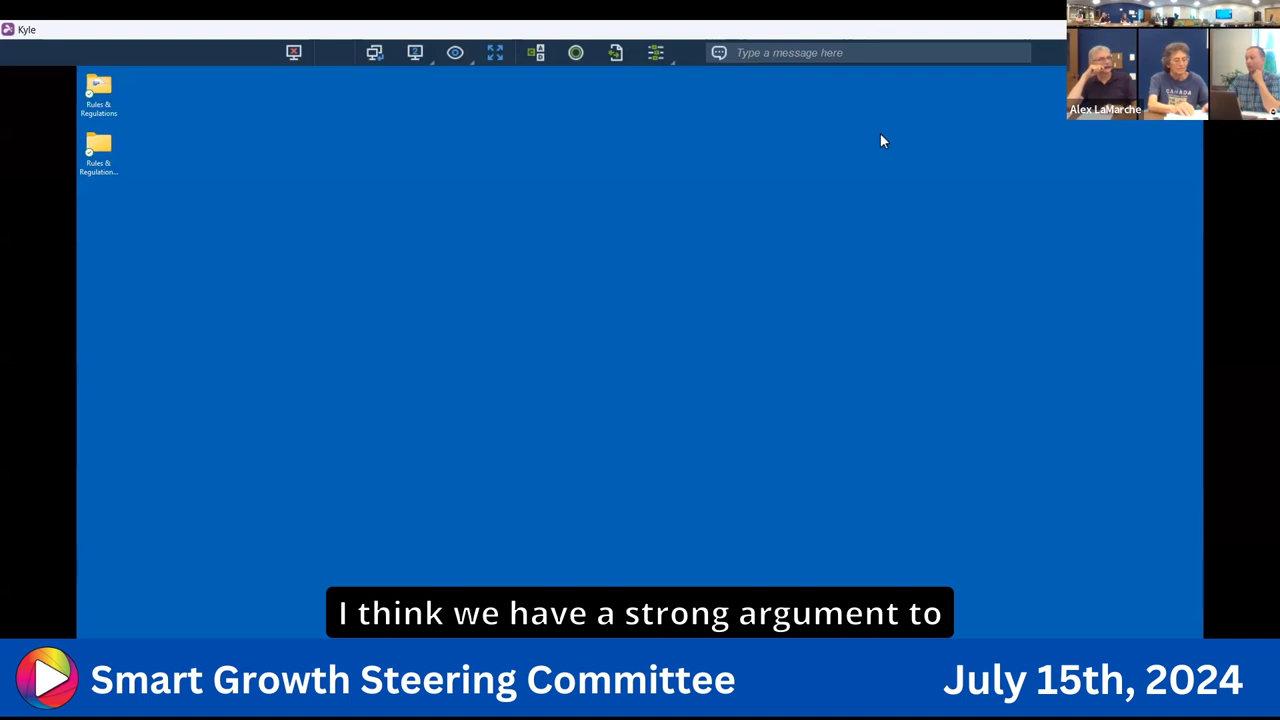 Kyle
Type a message here
Rules &
Regulations
Rules &
Regulation...
Alex LaMarche
CANADA
I think we have a strong argument to
Smart Growth Steering Committee
July 15th, 2024